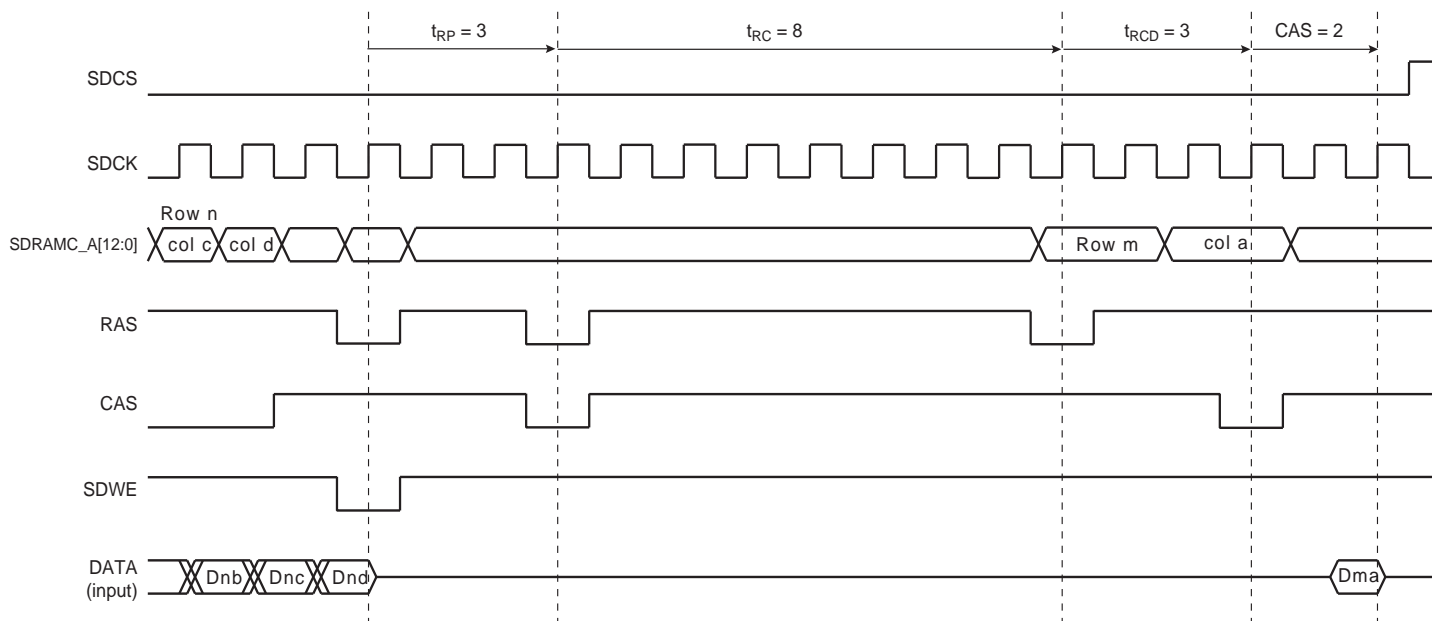 tRP = 3
tRC = 8
tRCD = 3
CAS = 2
SDCS
SDCK
Row n
SDRAMC_A[12:0]
col c
col d
Row m
col a
RAS
CAS
SDWE
DATA
(input)
Dnb
Dnc
Dnd
Dma